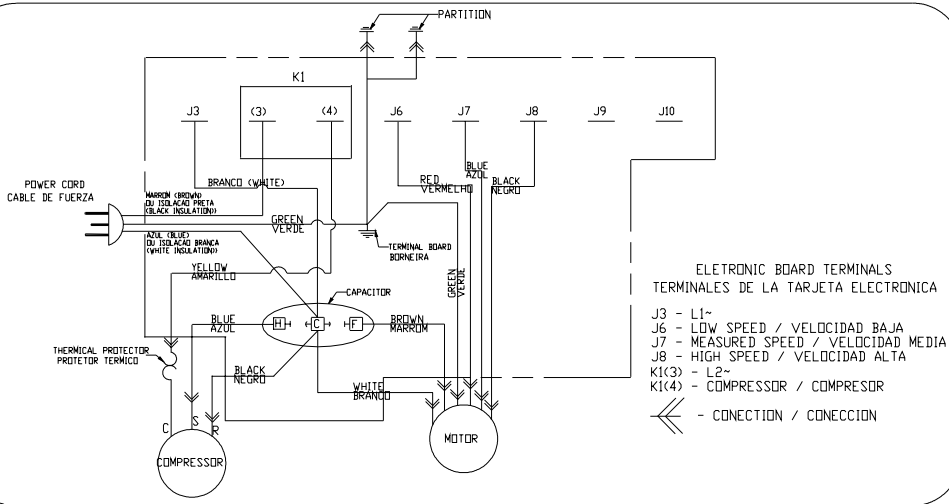 PARTITION
K1
J3
(3)
(4)
J6
J7
J8
J9
J10
BLUE
AZUL
RED
VERMELHO
BLACK
NEGRO
BRANCO (WHITE)
POWER CORD
CABLE DE FUERZA
MARROM (BROWN)
OU ISOLACAO PRETA
(BLACK INSULATION))
GREEN
VERDE
AZUL (BLUE)
OU ISOLACAO BRANCA
(WHITE INSULATION))
TERMINAL BOARD
BORNEIRA
YELLOW
AMARILLO
GREEN
VERDE
CAPACITOR
BLUE
AZUL
H
C
F
BROWN
MARROM
THERMICAL PROTECTOR
PROTETOR TERMICO
BLACK
NEGRO
WHITE
BRANCO
C
S
R
COMPRESSOR
MOTOR
ELETRONIC BOARD TERMINALS
TERMINALES DE LA TARJETA ELECTRONICA
J3 - L1~
J6 - LOW SPEED / VELOCIDAD BAJA
J7 - MEASURED SPEED / VELOCIDAD MEDIA
J8 - HIGH SPEED / VELOCIDAD ALTA
K1(3) - L2~
K1(4) - COMPRESSOR / COMPRESOR
- CONECTION / CONECCION